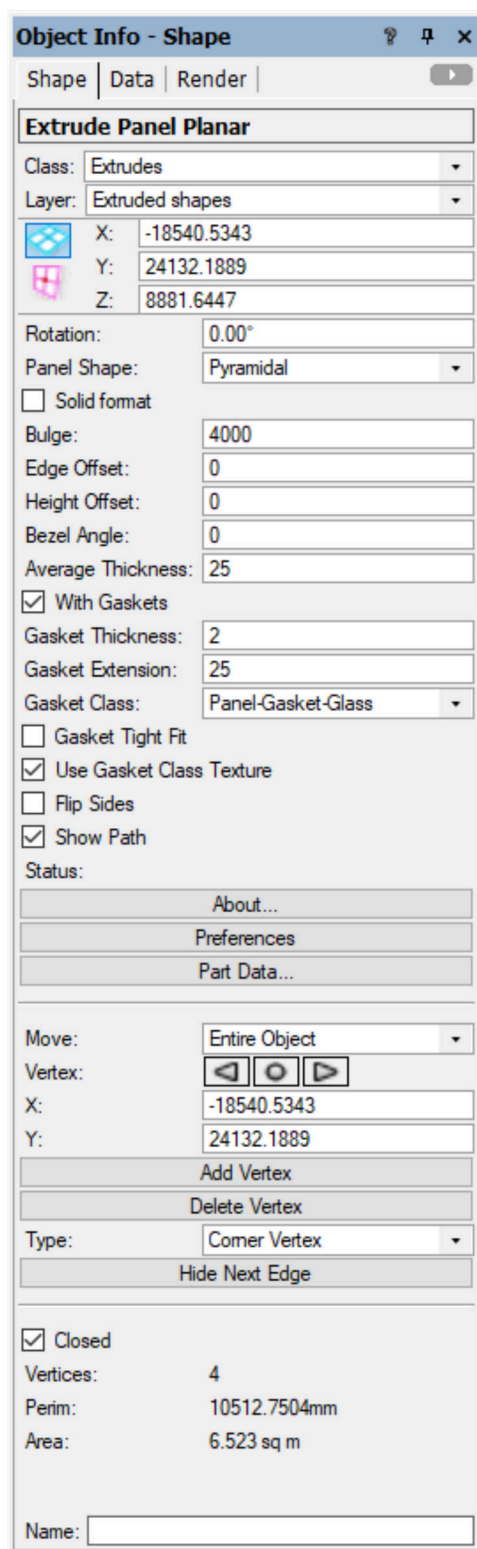 Object Info - Shape
Shape Data Render
Extrude Panel Planar
Class: Extrudes
Layer: Extruded shapes
X: -18540.5343
Y: 24132.1889
Z: 8881.6447
Rotation: 0.00°
Panel Shape: Pyramidal
Solid format
Bulge: 4000
Edge Offset: 0
Height Offset: 0
Bezel Angle: 0
Average Thickness: 25
With Gaskets
Gasket Thickness: 2
Gasket Extension: 25
Gasket Class: Panel-Gasket-Glass
Gasket Tight Fit
Use Gasket Class Texture
Flip Sides
Show Path
Status:
About...
Preferences
Part Data...
Move: Entire Object
Vertex:
X: -18540.5343
Y: 24132.1889
Add Vertex
Delete Vertex
Type: Corner Vertex
Hide Next Edge
Closed
Vertices: 4
Perim: 10512.7504mm
Area: 6.523 sq m
Name: